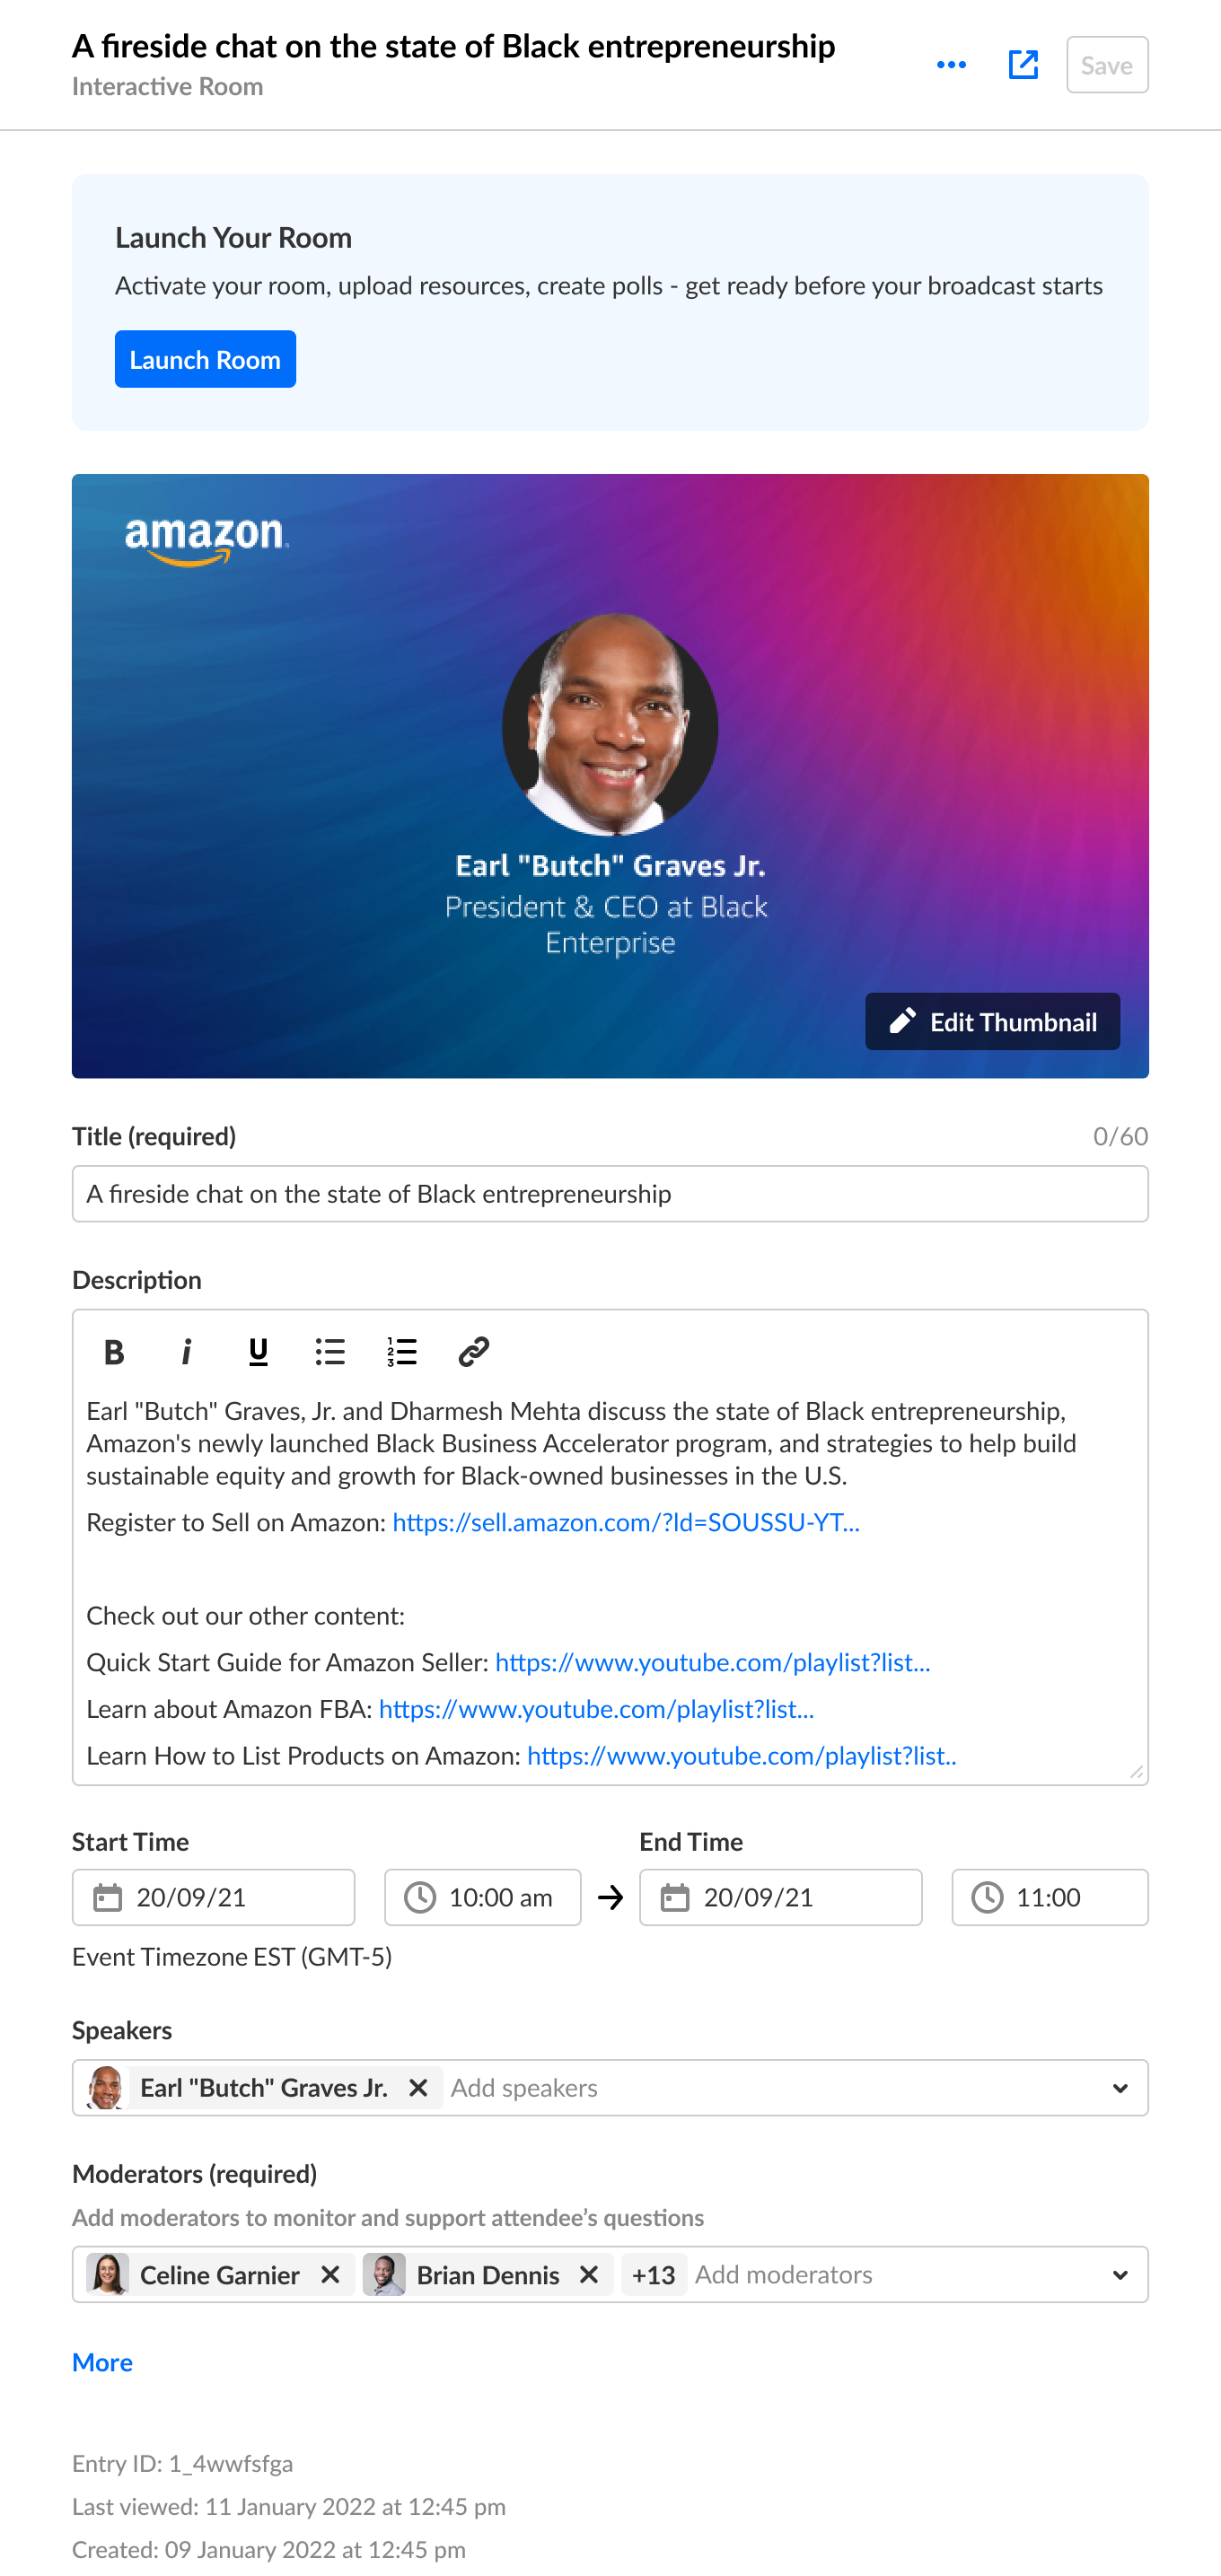 A fireside chat on the state of Black entrepreneurship
Interactive Room
Save
Launch Your Room
Activate your room, upload resources, create polls - get ready before your broadcast starts
Launch Room
amazon
Earl "Butch" Graves Jr.
President & CEO at Black
Enterprise
Edit Thumbnail
Title (required)
0/60
A fireside chat on the state of Black entrepreneurship
Description
B i U
Earl "Butch" Graves, Jr. and Dharmesh Mehta discuss the state of Black entrepreneurship,
Amazon's newly launched Black Business Accelerator program, and strategies to help build
sustainable equity and growth for Black-owned businesses in the U.S.
Register to Sell on Amazon: https://sell.amazon.com/?ld=SOUSSU-YT...
Check out our other content:
Quick Start Guide for Amazon Seller: https://www.youtube.com/playlist?list...
Learn about Amazon FBA: https://www.youtube.com/playlist?list...
Learn How to List Products on Amazon: https://www.youtube.com/playlist?list..
Start Time
End Time
20/09/21
10:00 am
20/09/21
11:00
Event Timezone EST (GMT-5)
Speakers
Earl "Butch" Graves Jr.
Add speakers
Moderators (required)
Add moderators to monitor and support attendee’s questions
Celine Garnier
Brian Dennis
+13
Add moderators
More
Entry ID: 1_4wwfsfga
Last viewed: 11 January 2022 at 12:45 pm
Created: 09 January 2022 at 12:45 pm